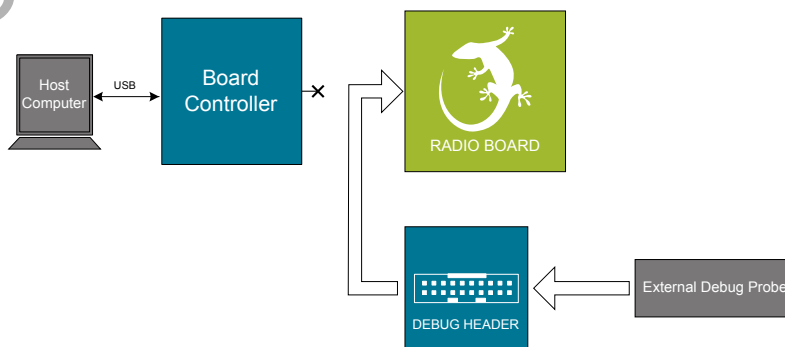 Host
Computer
USB
Board
Controller
RADIO BOARD
DEBUG HEADER
External Debug Probe